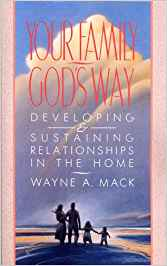 YOUR FAMILY
GOD'S WAY
DEVELOPING
&
SUSTAINING
RELATIONSHIPS
IN THE HOME
WAYNE A. MACK